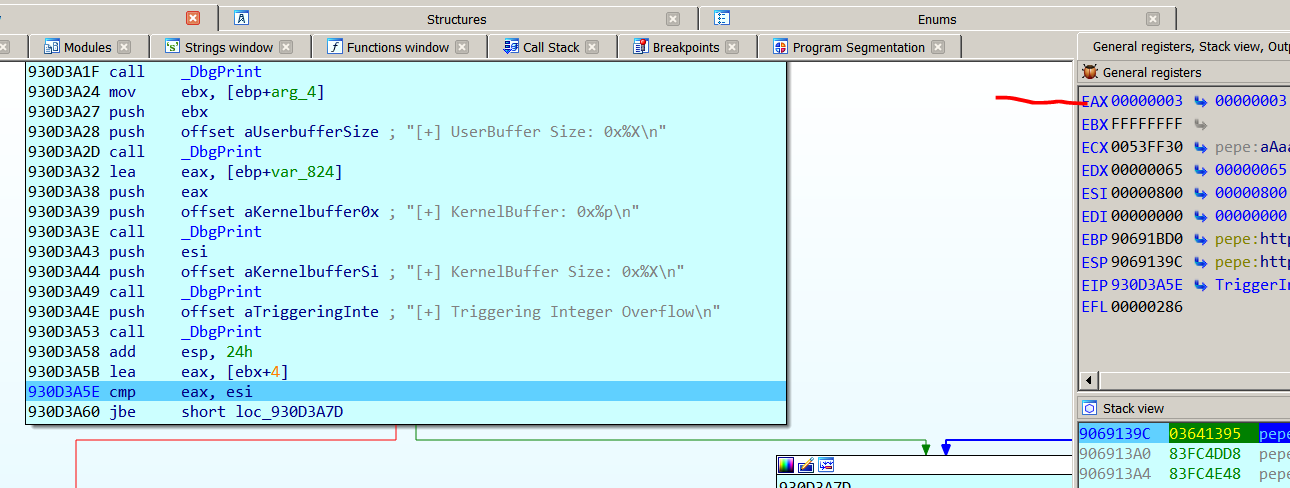 Structures
Enums
Modules
Strings window
Functions window
Call Stack
Breakpoints
Program Segmentation
General registers, Stack view, Outp
General registers
930D3A1F call _DbgPrint
930D3A24 mov ebx, [ebp+arg_4]
930D3A27 push ebx
930D3A28 push offset aUserbufferSize ; "[+] UserBuffer Size: 0x%X\n"
930D3A2D call _DbgPrint
930D3A32 lea eax, [ebp+var_824]
930D3A38 push eax
930D3A39 push offset aKernelbuffer0x ; "[+] KernelBuffer: 0x%p\n"
930D3A3E call _DbgPrint
930D3A43 push esi
930D3A44 push offset aKernelbufferSi ; "[+] KernelBuffer Size: 0x%X\n"
930D3A49 call _DbgPrint
930D3A4E push offset aTriggeringInte ; "[+] Triggering Integer Overflow\n"
930D3A53 call _DbgPrint
930D3A58 add esp, 24h
930D3A5B lea eax, [ebx+4]
930D3A5E cmp eax, esi
930D3A60 jbe short loc_930D3A7D
EAX 00000003 00000003
EBX FFFFFFFF
ECX 0053FF30 pepe:aAaa
EDX 00000065 00000065
ESI 00000800 00000800
EDI 00000000 00000000
EBP 90691BD0 pepe:http
ESP 9069139C pepe:http
EIP 930D3A5E TriggerIn
EFL 00000286
Stack view
9069139C 03641395 pepe
906913A0 83FC4DD8 pepe
906913A4 83FC4E48 pepe
930D3A7D